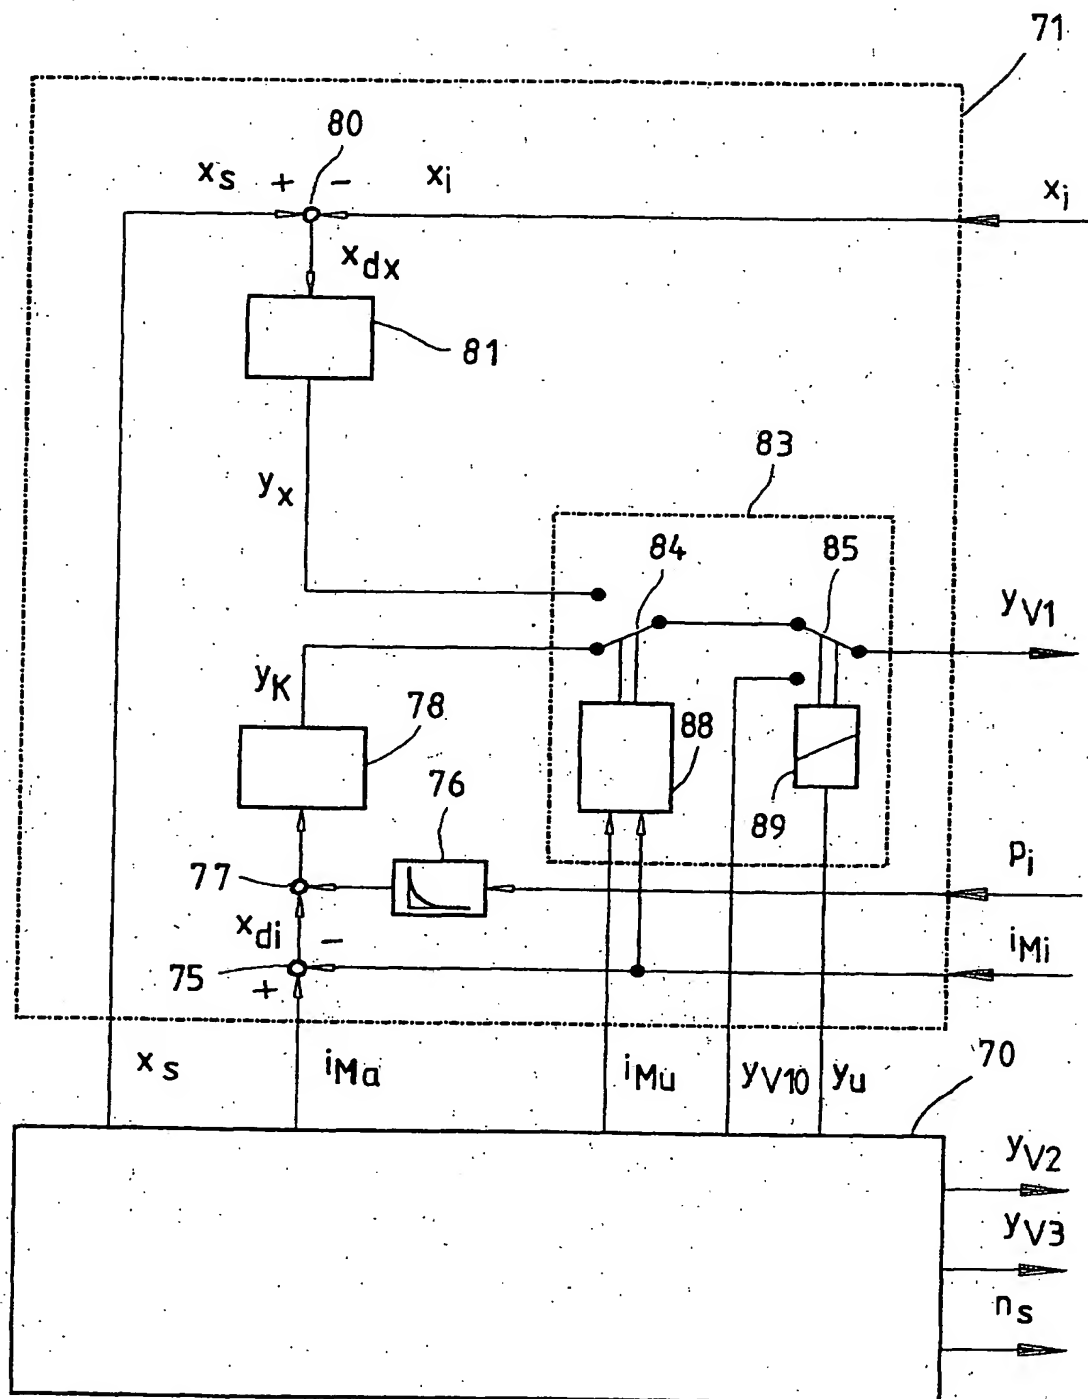 71
80
xs + − xi xi
xdx
81
83
yx
84 85
yV1
yK
78
88
76
89
77
pi
xdi −
iMi
75
+
xs iMa iMu yV10 yu 70
yV2
yV3
ns